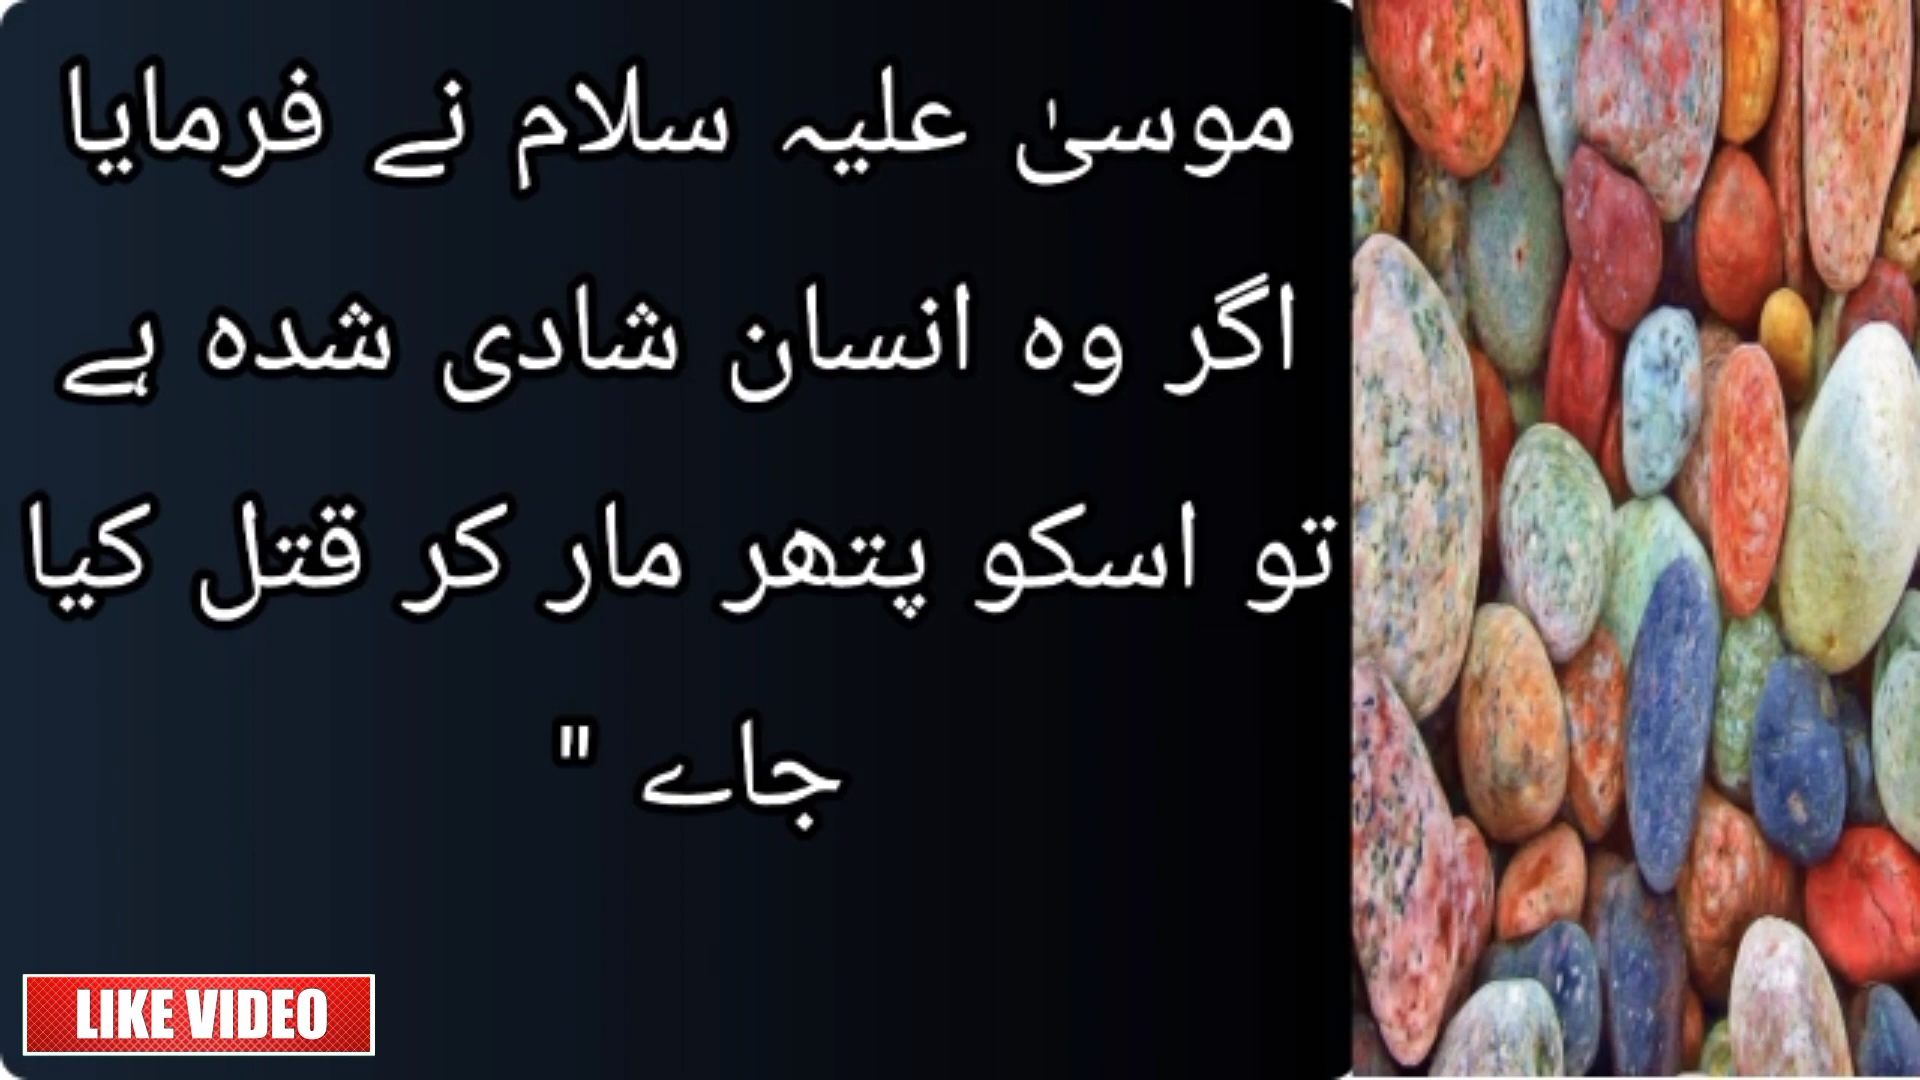 موسیٰ علیہ سلام نے فرمایا
اگر وہ انسان شادی شدہ ہے
تو اسکو پتھر مار کر قتل کیا
جاے "
LIKE VIDEO